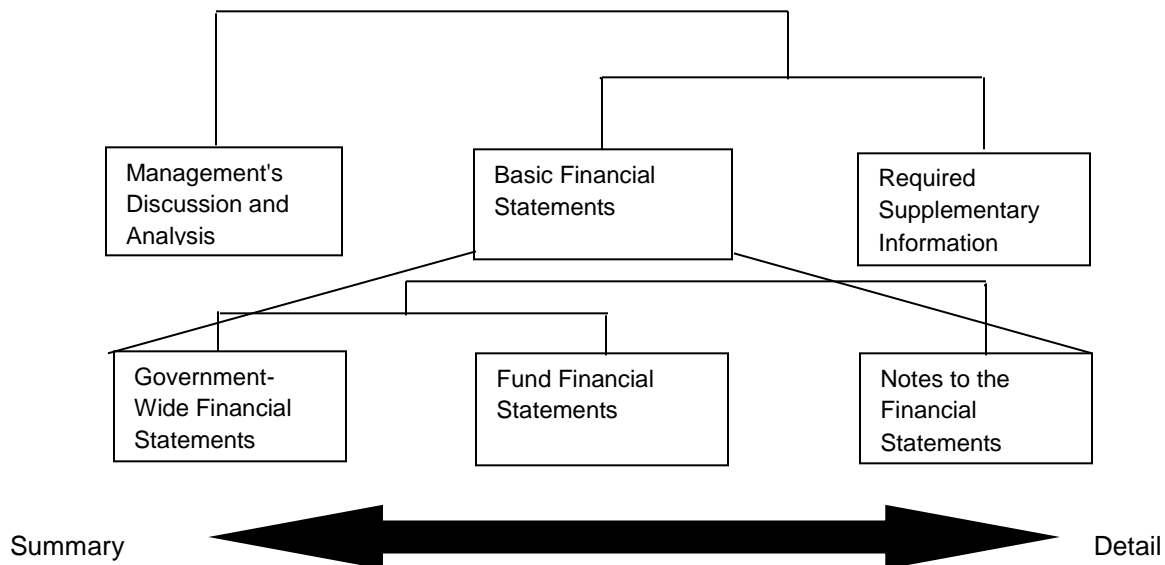 Management's
Discussion and
Analysis
Basic Financial
Statements
Required
Supplementary
Information
Government-
Wide Financial
Statements
Fund Financial
Statements
Notes to the
Financial
Statements
Summary
Detail